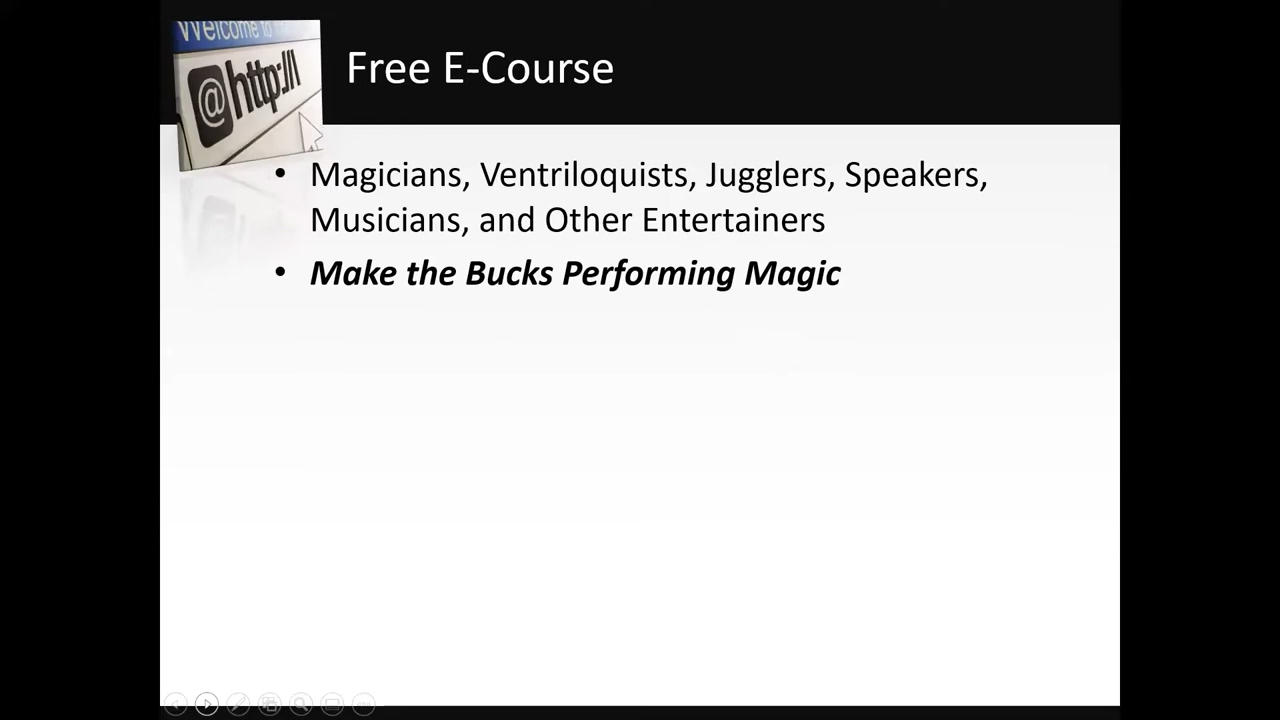 Welcome to
@http://
Free E-Course
• Magicians, Ventriloquists, Jugglers, Speakers,
Musicians, and Other Entertainers
• Make the Bucks Performing Magic